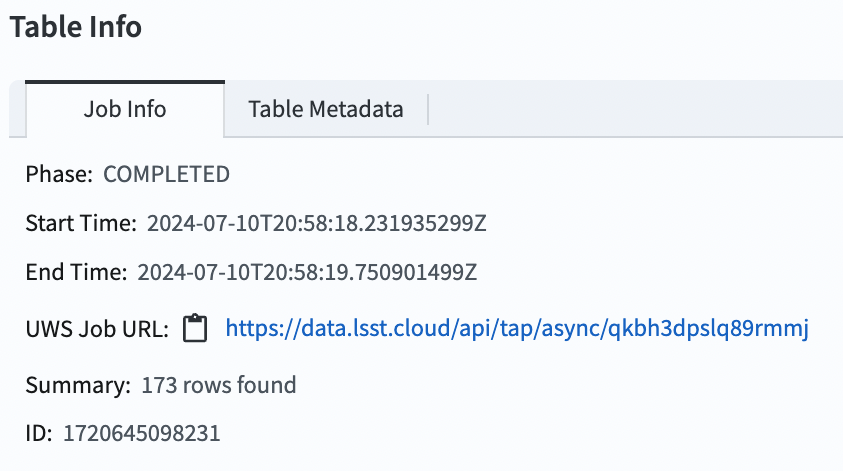 Table Info
Job Info
Table Metadata
Phase: COMPLETED
Start Time: 2024-07-10T20:58:18.231935299Z
End Time: 2024-07-10T20:58:19.750901499Z
UWS Job URL: https://data.lsst.cloud/api/tap/async/qkbh3dpslq89rmmj
Summary: 173 rows found
ID: 1720645098231